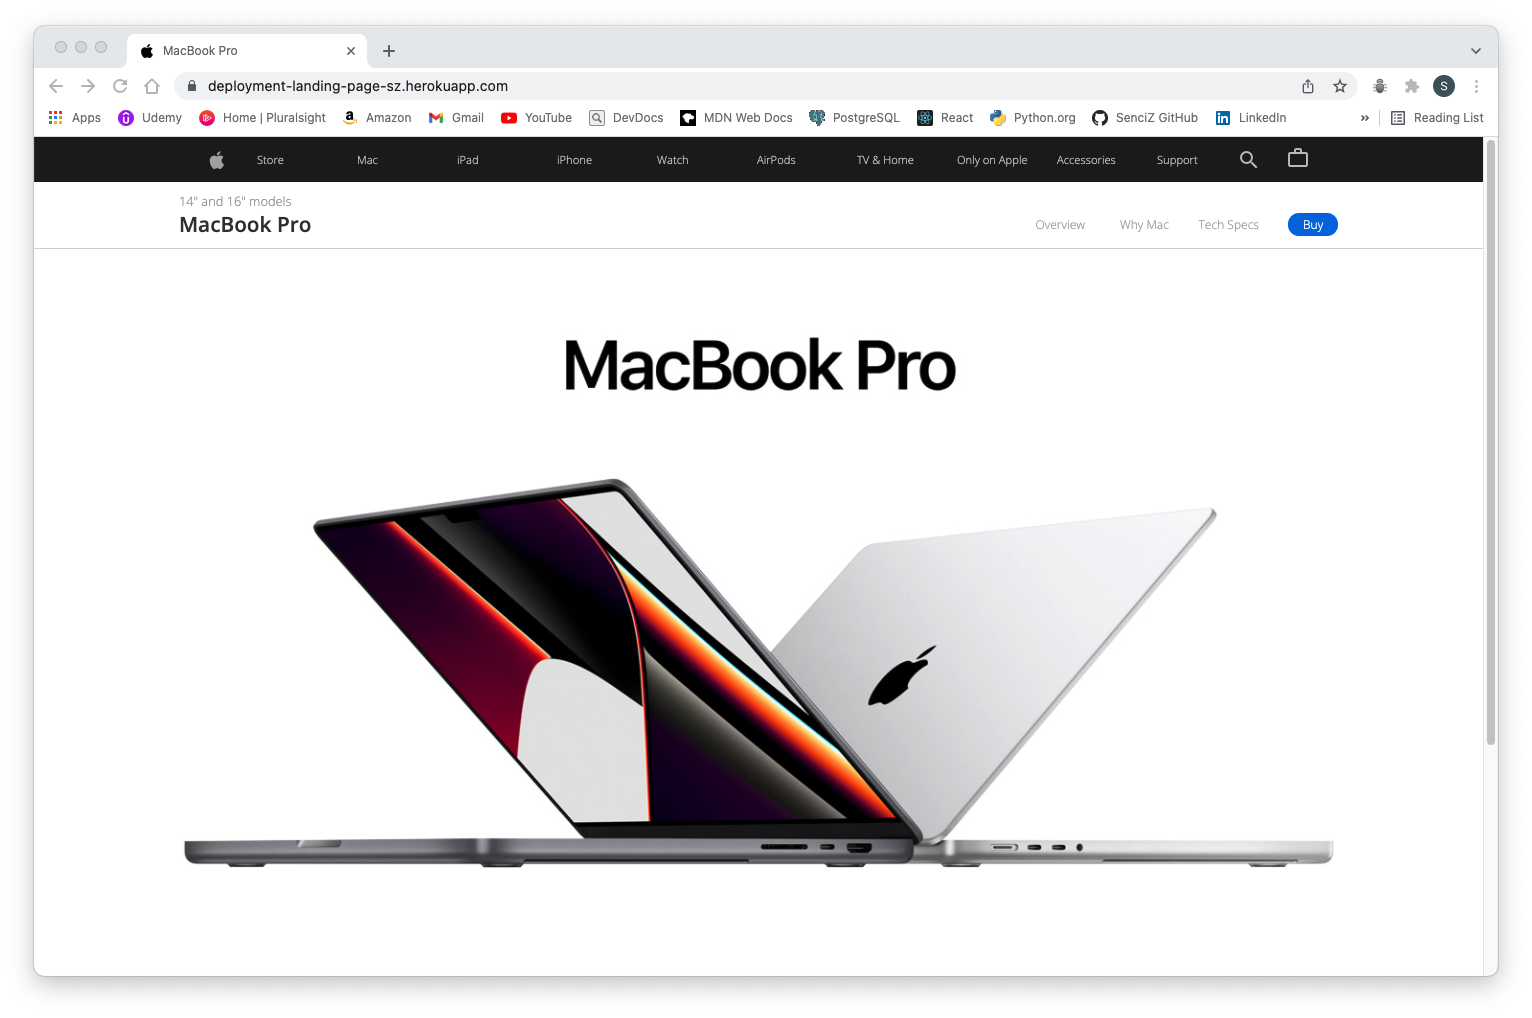 MacBook Pro
deployment-landing-page-sz.herokuapp.com
S
Apps Udemy Home | Pluralsight Amazon Gmail YouTube DevDocs MDN Web Docs PostgreSQL React Python.org SenciZ GitHub LinkedIn » Reading List
Store Mac iPad iPhone Watch AirPods TV & Home Only on Apple Accessories Support
14" and 16" models
MacBook Pro
Overview Why Mac Tech Specs Buy
MacBook Pro